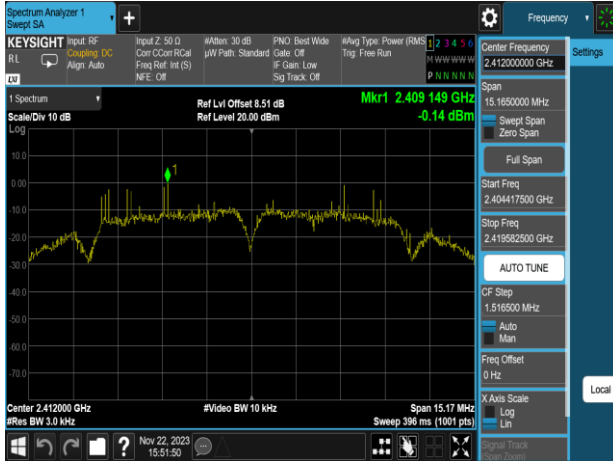 Spectrum Analyzer 1
Swept SA
Frequency
KEYSIGHT
RL
LXI
Input: RF
Coupling: DC
Align: Auto
Input Z: 50 Ω
Corr CCorr RCal
Freq Ref: Int (S)
NFE: Off
#Atten: 30 dB
µW Path: Standard
PNO: Best Wide
Gate: Off
IF Gain: Low
Sig Track: Off
#Avg Type: Power (RMS
Trig: Free Run
1 2 3 4 5 6
M W W W W W
P N N N N N
Center Frequency
2.412000000 GHz
Settings
Span
15.1650000 MHz
Swept Span
Zero Span
Full Span
Start Freq
2.404417500 GHz
Stop Freq
2.419582500 GHz
AUTO TUNE
CF Step
1.516500 MHz
Auto
Man
Freq Offset
0 Hz
X Axis Scale
Log
Lin
Signal Track
(Span Zoom)
Local
1 Spectrum
Scale/Div 10 dB
Log
Ref Lvl Offset 8.51 dB
Ref Level 20.00 dBm
Mkr1 2.409 149 GHz
-0.14 dBm
1
10.0
0.00
-10.0
-20.0
-30.0
-40.0
-50.0
-60.0
-70.0
Center 2.412000 GHz
#Res BW 3.0 kHz
#Video BW 10 kHz
Span 15.17 MHz
Sweep 396 ms (1001 pts)
?
Nov 22, 2023
15:51:50